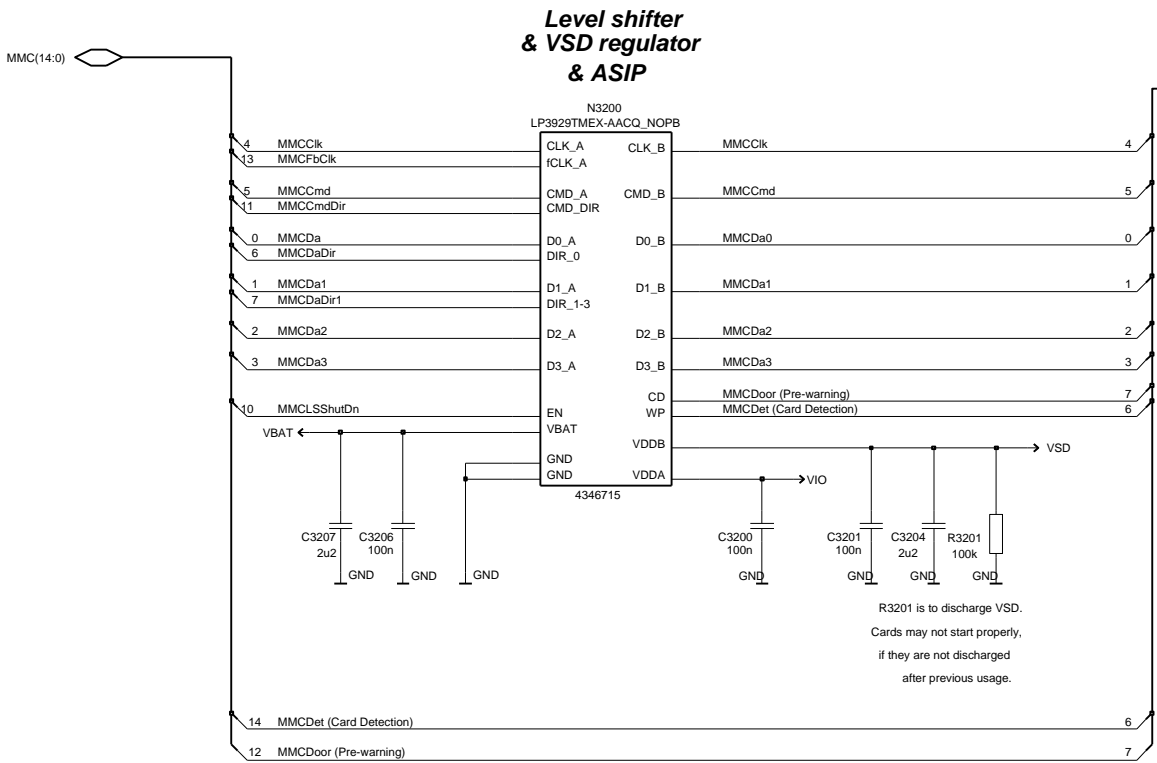 Level shifter
& VSD regulator
& ASIP
MMC(14:0)
N3200
LP3929TMEX-AACQ_NOPB
4 MMCClk CLK_A CLK_B MMCClk 4
13 MMCFbClk fCLK_A
5 MMCCmd CMD_A CMD_B MMCCmd 5
11 MMCCmdDir CMD_DIR
0 MMCDa D0_A D0_B MMCDa0 0
6 MMCDaDir DIR_0
1 MMCDa1 D1_A D1_B MMCDa1 1
7 MMCDaDir1 DIR_1-3
2 MMCDa2 D2_A D2_B MMCDa2 2
3 MMCDa3 D3_A D3_B MMCDa3 3
CD MMCDoor (Pre-warning) 7
10 MMCLSShutDn EN WP MMCDet (Card Detection) 6
VBAT VBAT
VDDB VSD
GND
GND VDDA VIO
4346715
C3207 C3206 C3200 C3201 C3204 R3201
2u2 100n 100n 100n 2u2 100k
GND GND GND GND GND GND GND
R3201 is to discharge VSD.
Cards may not start properly,
if they are not discharged
after previous usage.
14 MMCDet (Card Detection) 6
12 MMCDoor (Pre-warning) 7